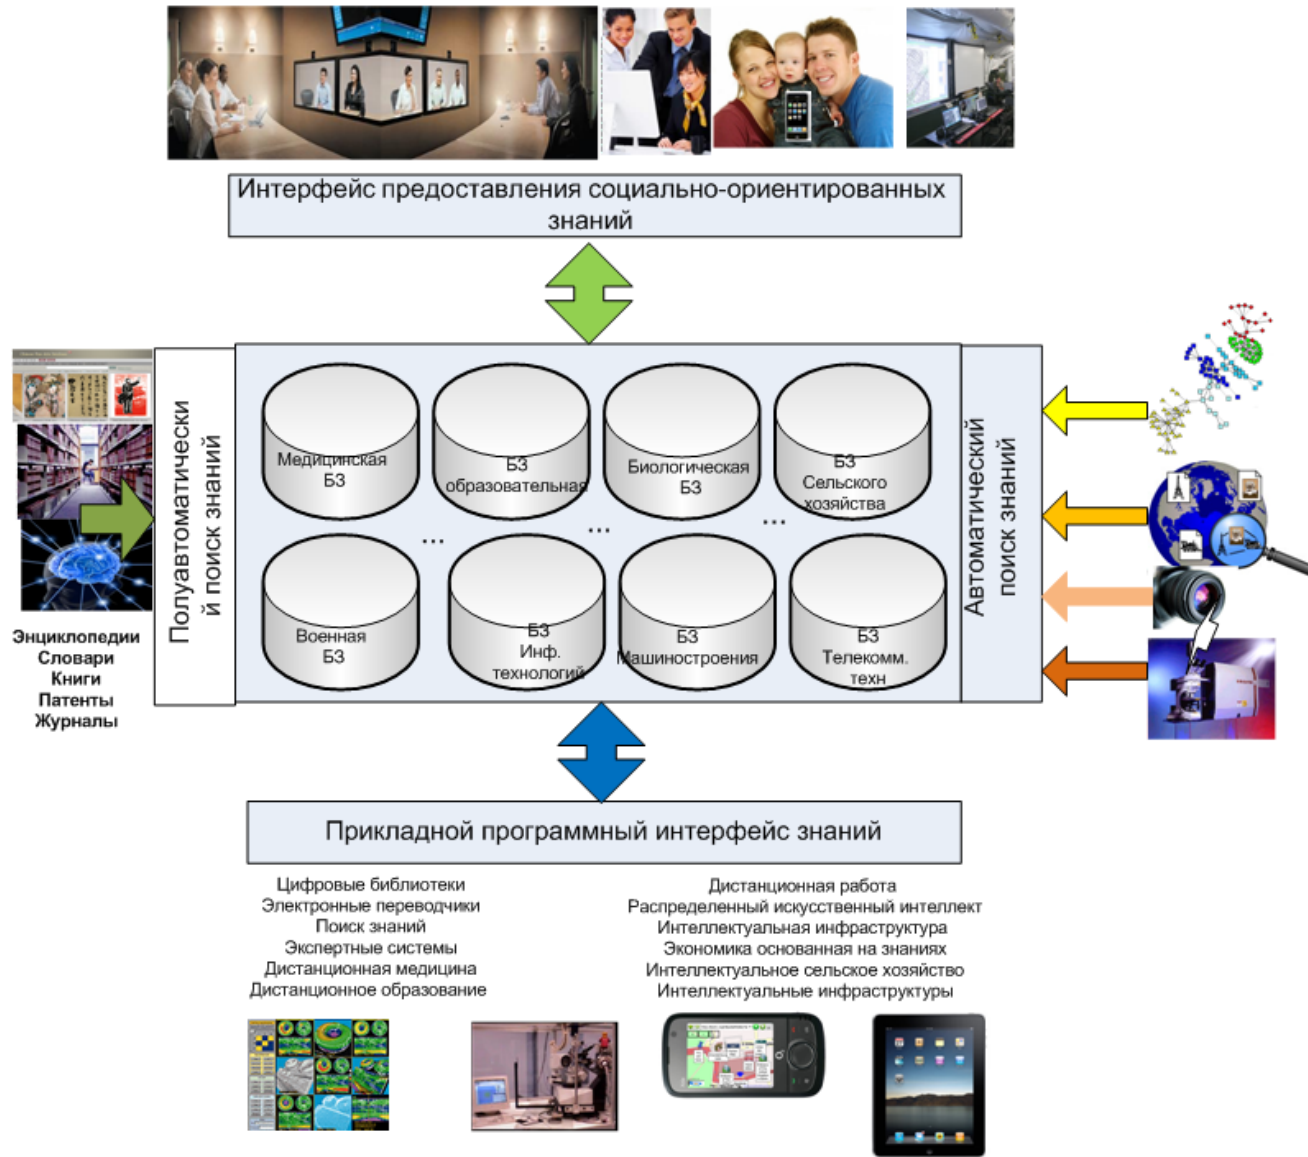 Интерфейс предоставления социально-ориентированных
знаний
Полуавтоматически
й поиск знаний
Медицинская
БЗ
БЗ
образовательная
Биологическая
БЗ
БЗ
Сельского
хозяйства
...
...
...
Военная
БЗ
БЗ
Инф.
технологий
БЗ
Машиностроения
БЗ
Телекомм.
техн
Автоматический
поиск знаний
Энциклопедии
Словари
Книги
Патенты
Журналы
Прикладной программный интерфейс знаний
Цифровые библиотеки
Электронные переводчики
Поиск знаний
Экспертные системы
Дистанционная медицина
Дистанционное образование
Дистанционная работа
Распределенный искусственный интеллект
Интеллектуальная инфраструктура
Экономика основанная на знаниях
Интеллектуальное сельское хозяйство
Интеллектуальные инфраструктуры